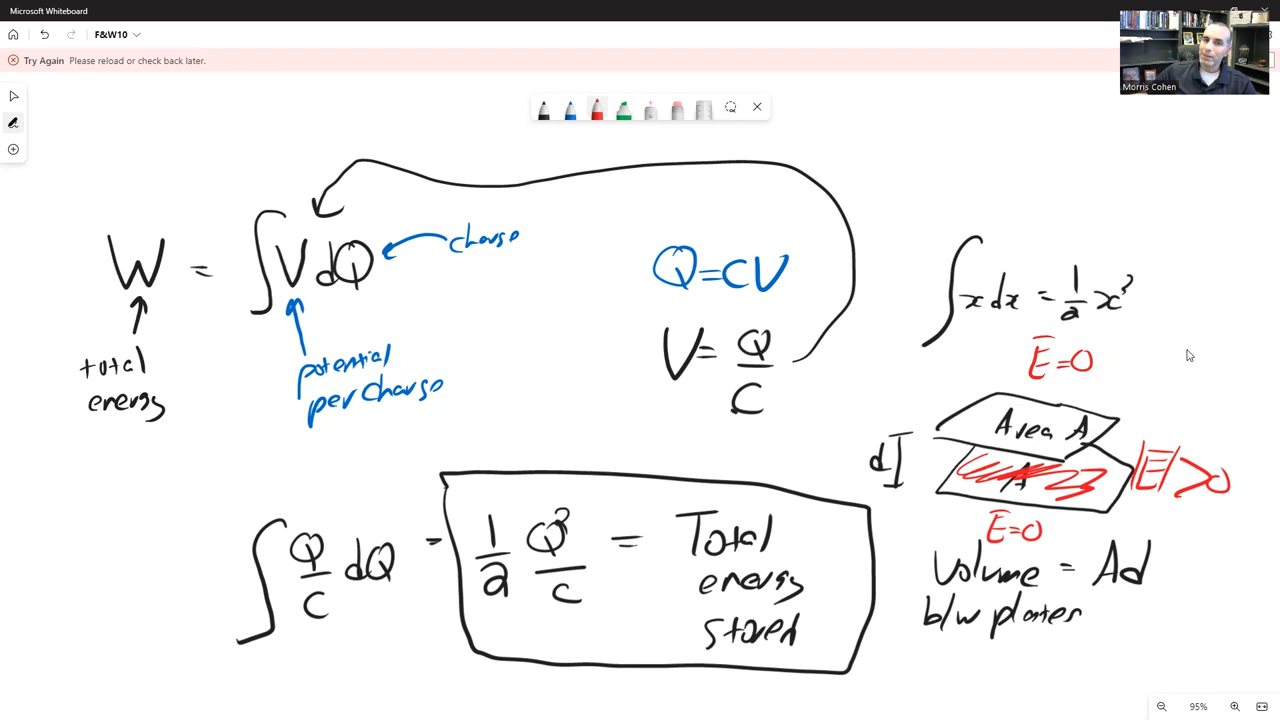 Microsoft Whiteboard
F&W10
Try Again Please reload or check back later.
Morris Cohen
W = ∫ V dQ
charge
total
energy
potential
per charge
Q = CV
V = Q/C
∫ x dx = 1/2 x²
E = 0
Area A
d
A
|E| > 0
E = 0
Volume = Ad
b/w plates
∫ Q/C dQ = 1/2 Q²/C = Total
energy
stored
95%